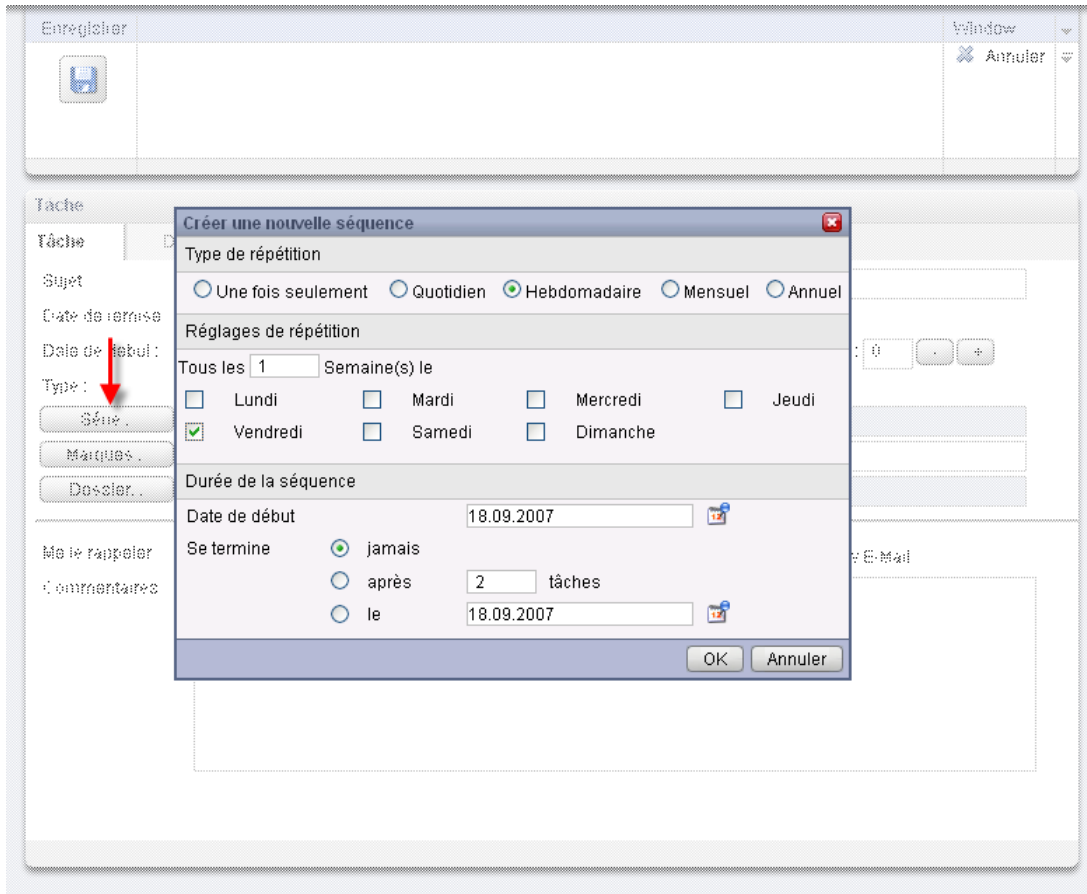 Enregistrer
Window
Annuler
Tâche
Tâche
Créer une nouvelle séquence
Type de répétition
Sujet
Une fois seulement Quotidien Hebdomadaire Mensuel Annuel
Date de remise
Réglages de répétition
Date de début :
: 0 - +
Tous les 1 Semaine(s) le
Type :
Lundi Mardi Mercredi Jeudi
Série...
Vendredi Samedi Dimanche
Marques...
Durée de la séquence
Dossier...
Date de début 18.09.2007
Me le rappeler
Se termine jamais
E-Mail
Commentaires
après 2 tâches
le 18.09.2007
OK Annuler